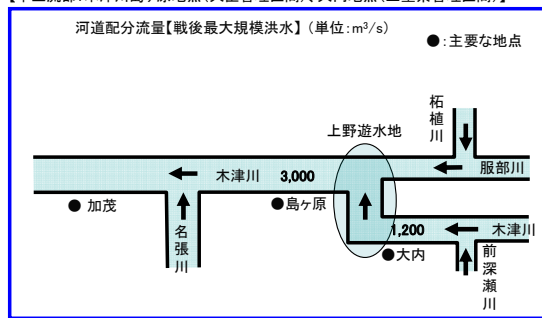 河道配分流量【戦後最大規模洪水】 (単位:m³/s)
●:主要な地点
柘植川
上野遊水地
服部川
木津川
3,000
●加茂
名張川
●島ヶ原
1,200
木津川
●大内
前深瀬川